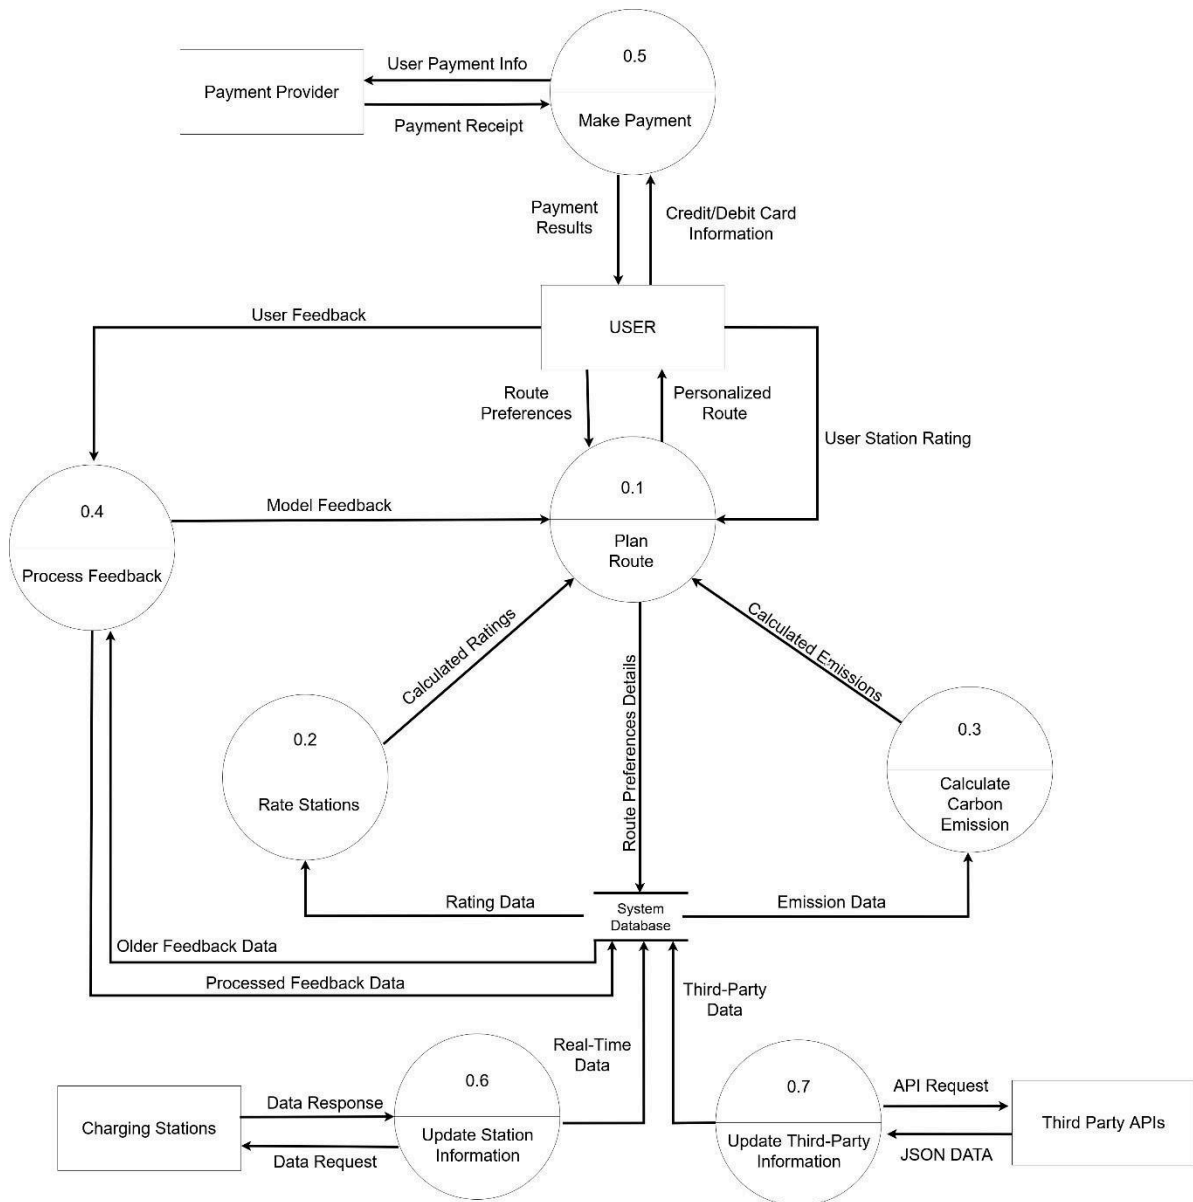 0.5
User Payment Info
Payment Provider
Make Payment
Payment Receipt
Payment
Results
Credit/Debit Card
Information
User Feedback
USER
Route
Preferences
Personalized
Route
User Station Rating
0.1
0.4
Model Feedback
Plan
Route
Process Feedback
Calculated Ratings
Calculated Emissions
Route Preferences Details
0.2
0.3
Rate Stations
Calculate
Carbon
Emission
Rating Data
System
Database
Emission Data
Older Feedback Data
Processed Feedback Data
Third-Party
Data
Real-Time
Data
0.6
0.7
API Request
Data Response
Charging Stations
Update Station
Information
Update Third-Party
Information
Third Party APIs
Data Request
JSON DATA